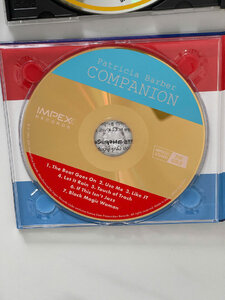 Patricia Barber
COMPANION
IMPEX
RECORDS
1. The Beat Goes On 2. Use Me 3. Like JT
4. Let it Rain 5. Touch of Trash
6. If This Isn't Jazz
7. Black Magic Woman